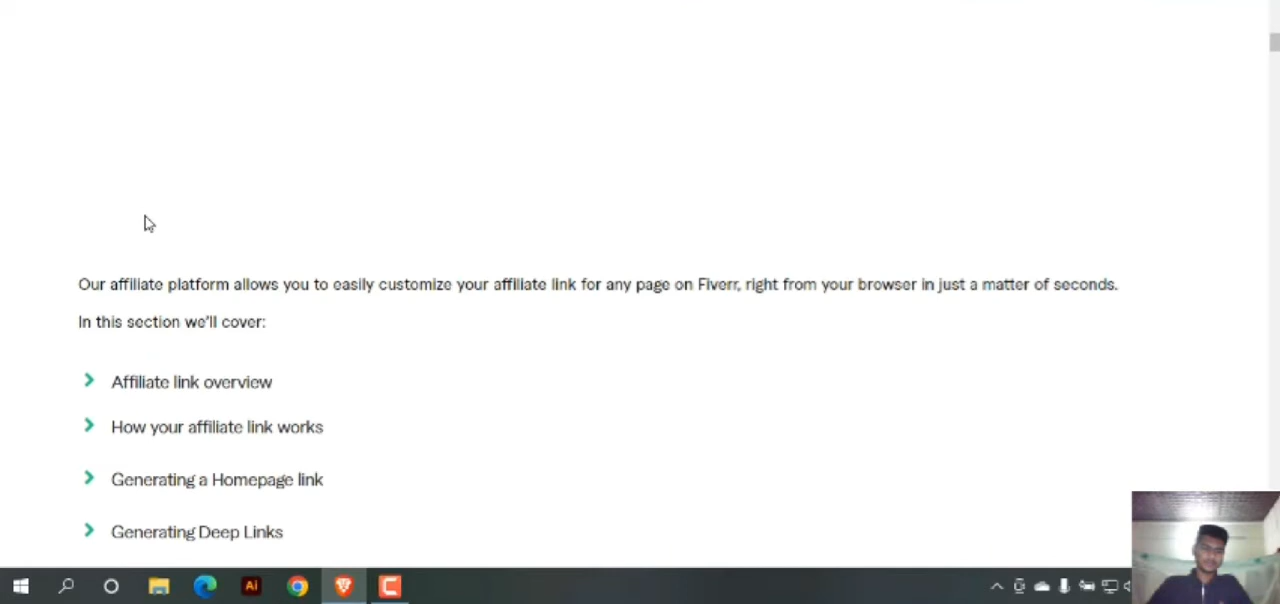 Our affiliate platform allows you to easily customize your affiliate link for any page on Fiverr, right from your browser in just a matter of seconds.
In this section we'll cover:
Affiliate link overview
How your affiliate link works
Generating a Homepage link
Generating Deep Links
Ai